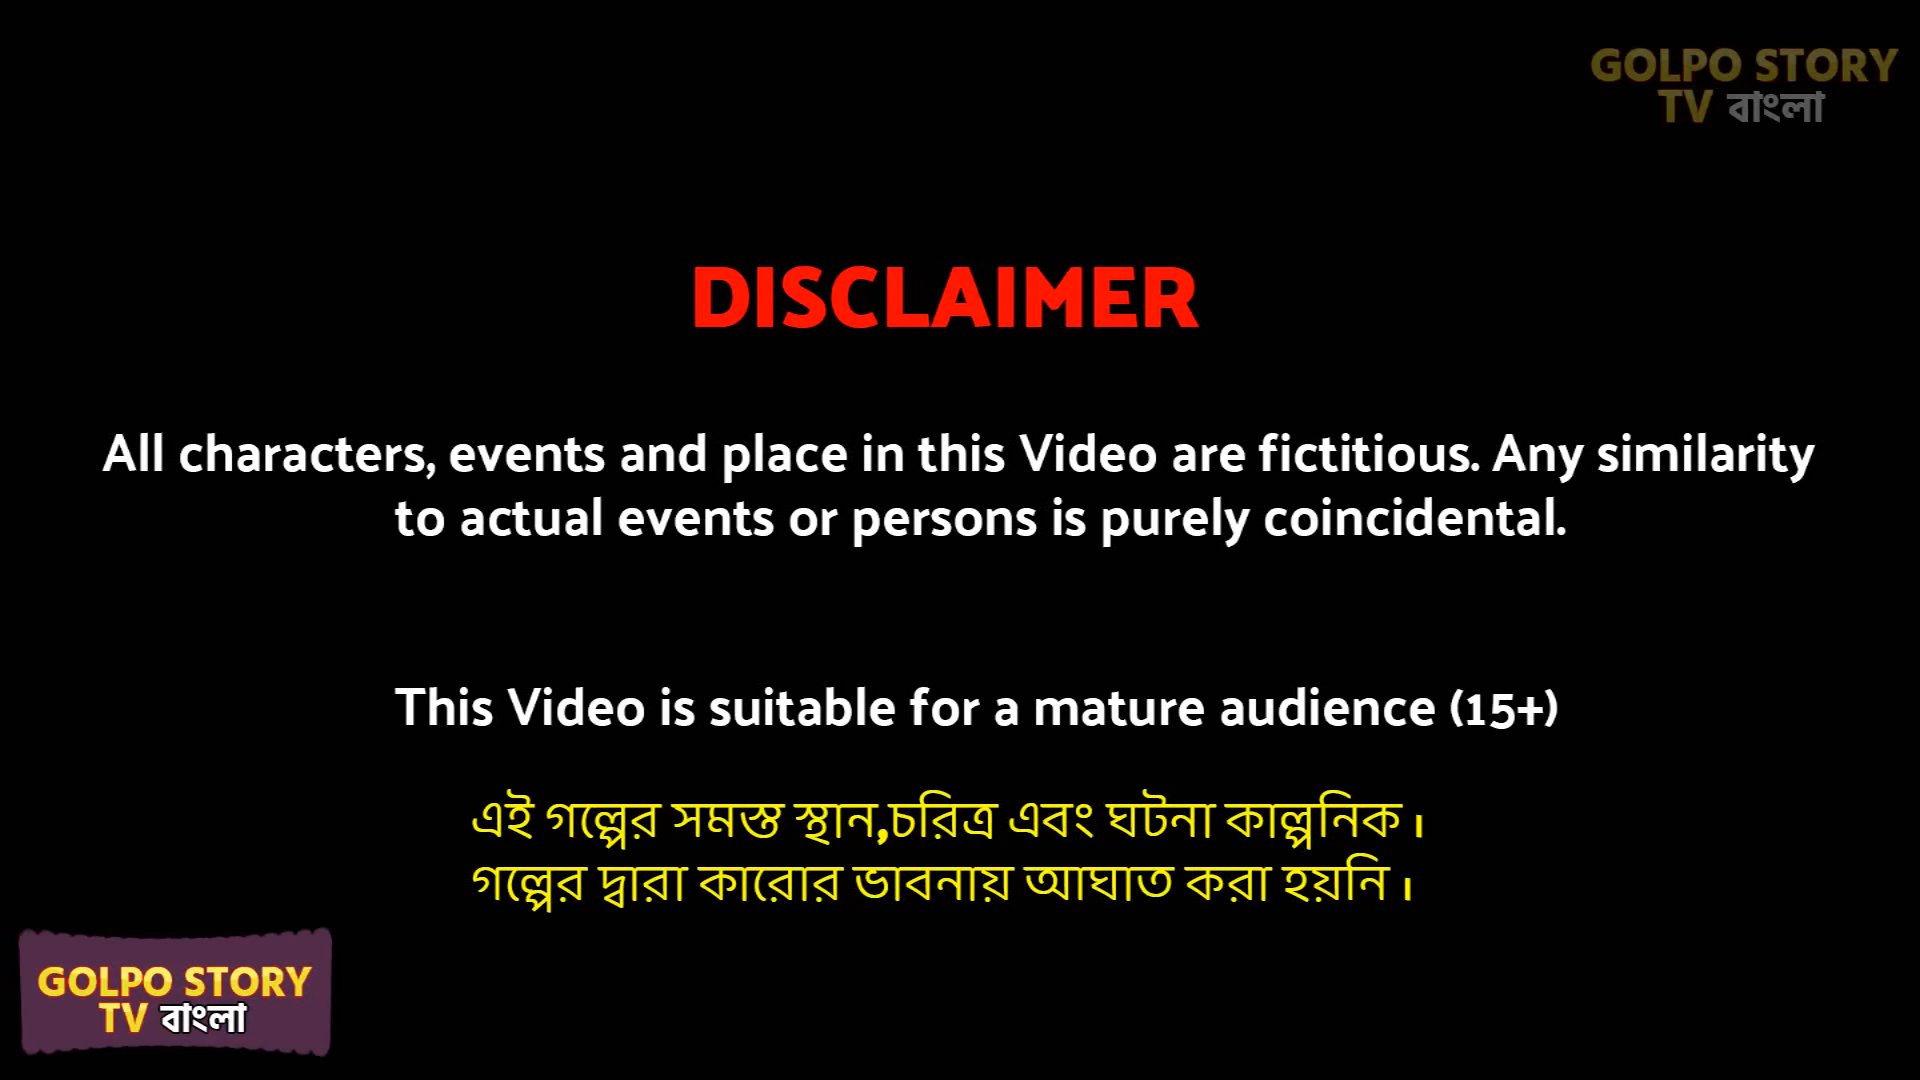 GOLPO STORY
TV বাংলা
DISCLAIMER
All characters, events and place in this Video are fictitious. Any similarity
to actual events or persons is purely coincidental.
This Video is suitable for a mature audience (15+)
এই গল্পের সমস্ত স্থান,চরিত্র এবং ঘটনা কাল্পনিক।
গল্পের দ্বারা কারোর ভাবনায় আঘাত করা হয়নি।
GOLPO STORY
TV বাংলা